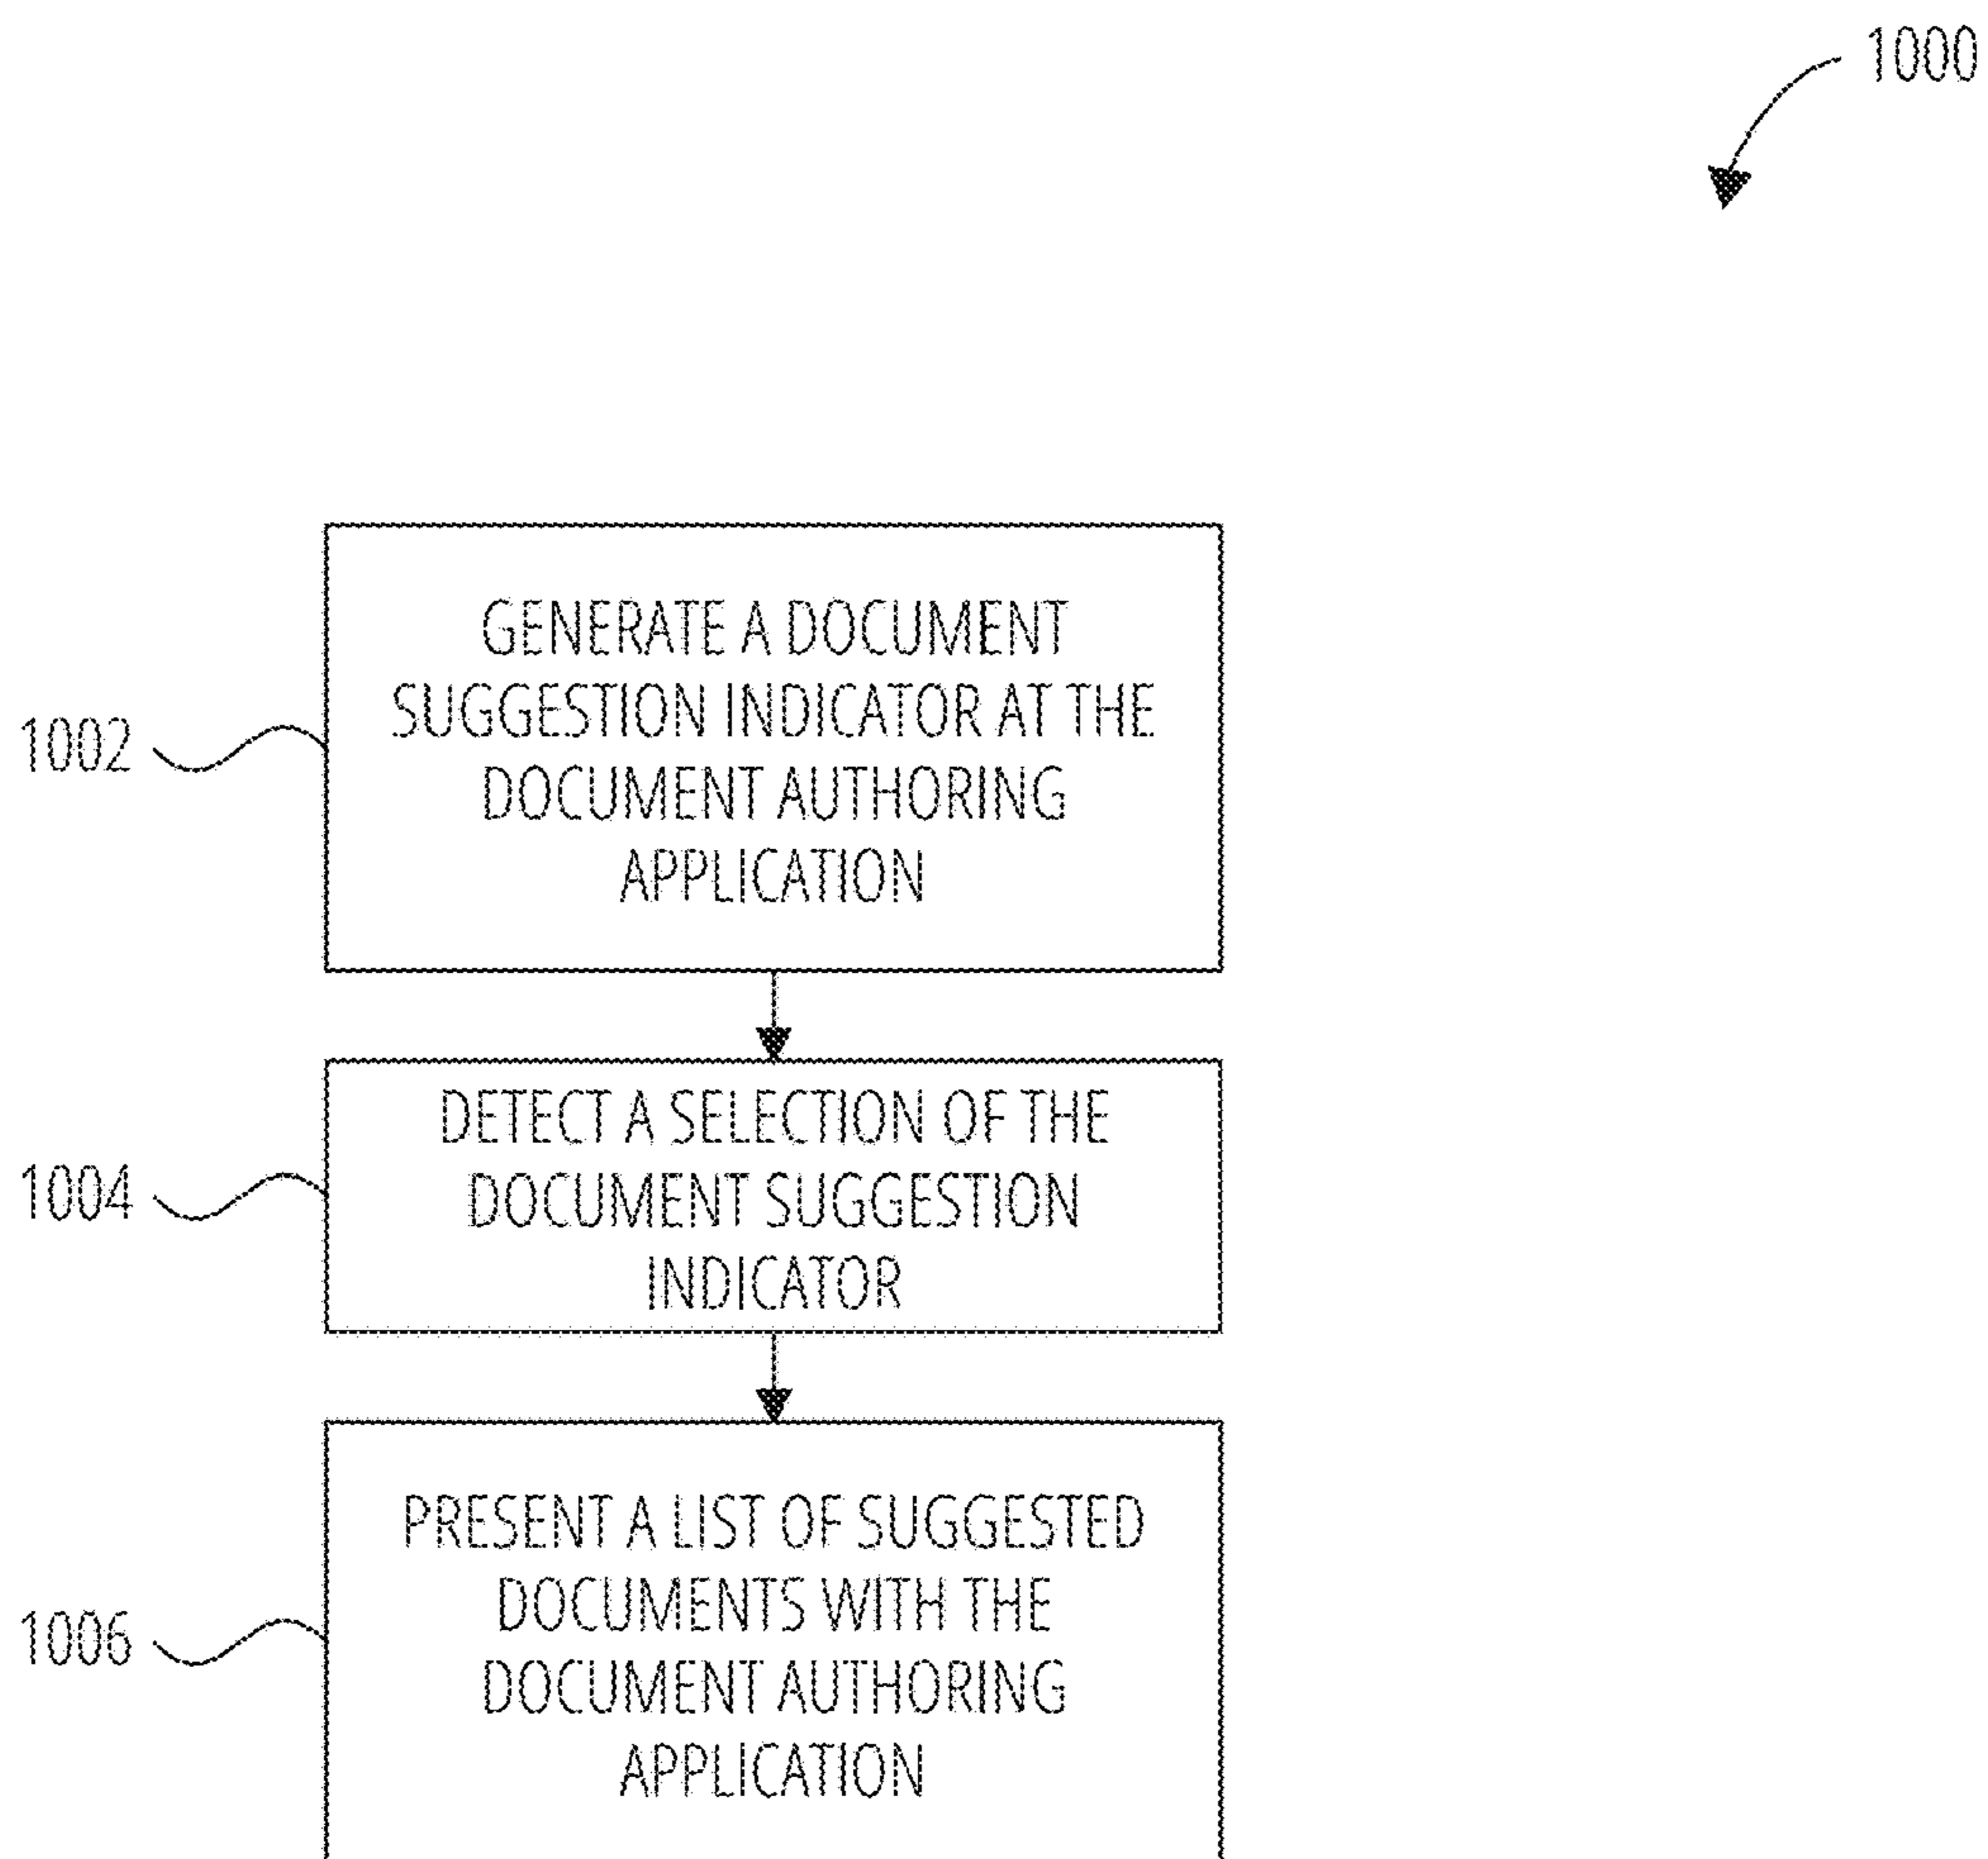 1000
GENERATE A DOCUMENT
SUGGESTION INDICATOR AT THE
DOCUMENT AUTHORING
APPLICATION
1002
DETECT A SELECTION OF THE
DOCUMENT SUGGESTION
INDICATOR
1004
PRESENT A LIST OF SUGGESTED
DOCUMENTS WITH THE
DOCUMENT AUTHORING
APPLICATION
1006